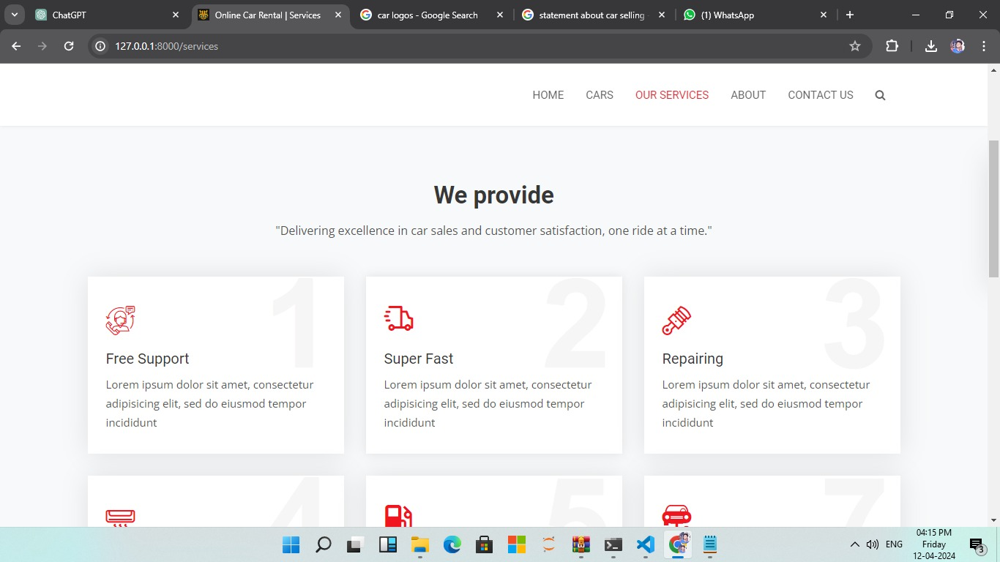 ChatGPT
Online Car Rental | Services
car logos - Google Search
statement about car selling -
(1) WhatsApp
127.0.0.1:8000/services
HOME CARS OUR SERVICES ABOUT CONTACT US
We provide
"Delivering excellence in car sales and customer satisfaction, one ride at a time."
1
Free Support
Lorem ipsum dolor sit amet, consectetur
adipisicing elit, sed do eiusmod tempor
incididunt
2
Super Fast
Lorem ipsum dolor sit amet, consectetur
adipisicing elit, sed do eiusmod tempor
incididunt
3
Repairing
Lorem ipsum dolor sit amet, consectetur
adipisicing elit, sed do eiusmod tempor
incididunt
4
5
7
ENG
04:15 PM
Friday
12-04-2024
3